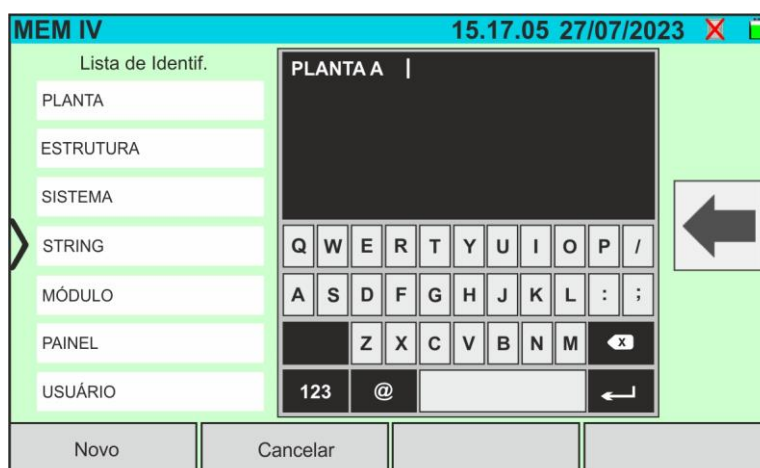 MEM IV 15.17.05 27/07/2023
Lista de Identif.
PLANTA
ESTRUTURA
SISTEMA
STRING
MÓDULO
PAINEL
USUÁRIO
PLANTA A |
Q W E R T Y U I O P /
A S D F G H J K L : ;
Z X C V B N M x
123 @
Novo Cancelar